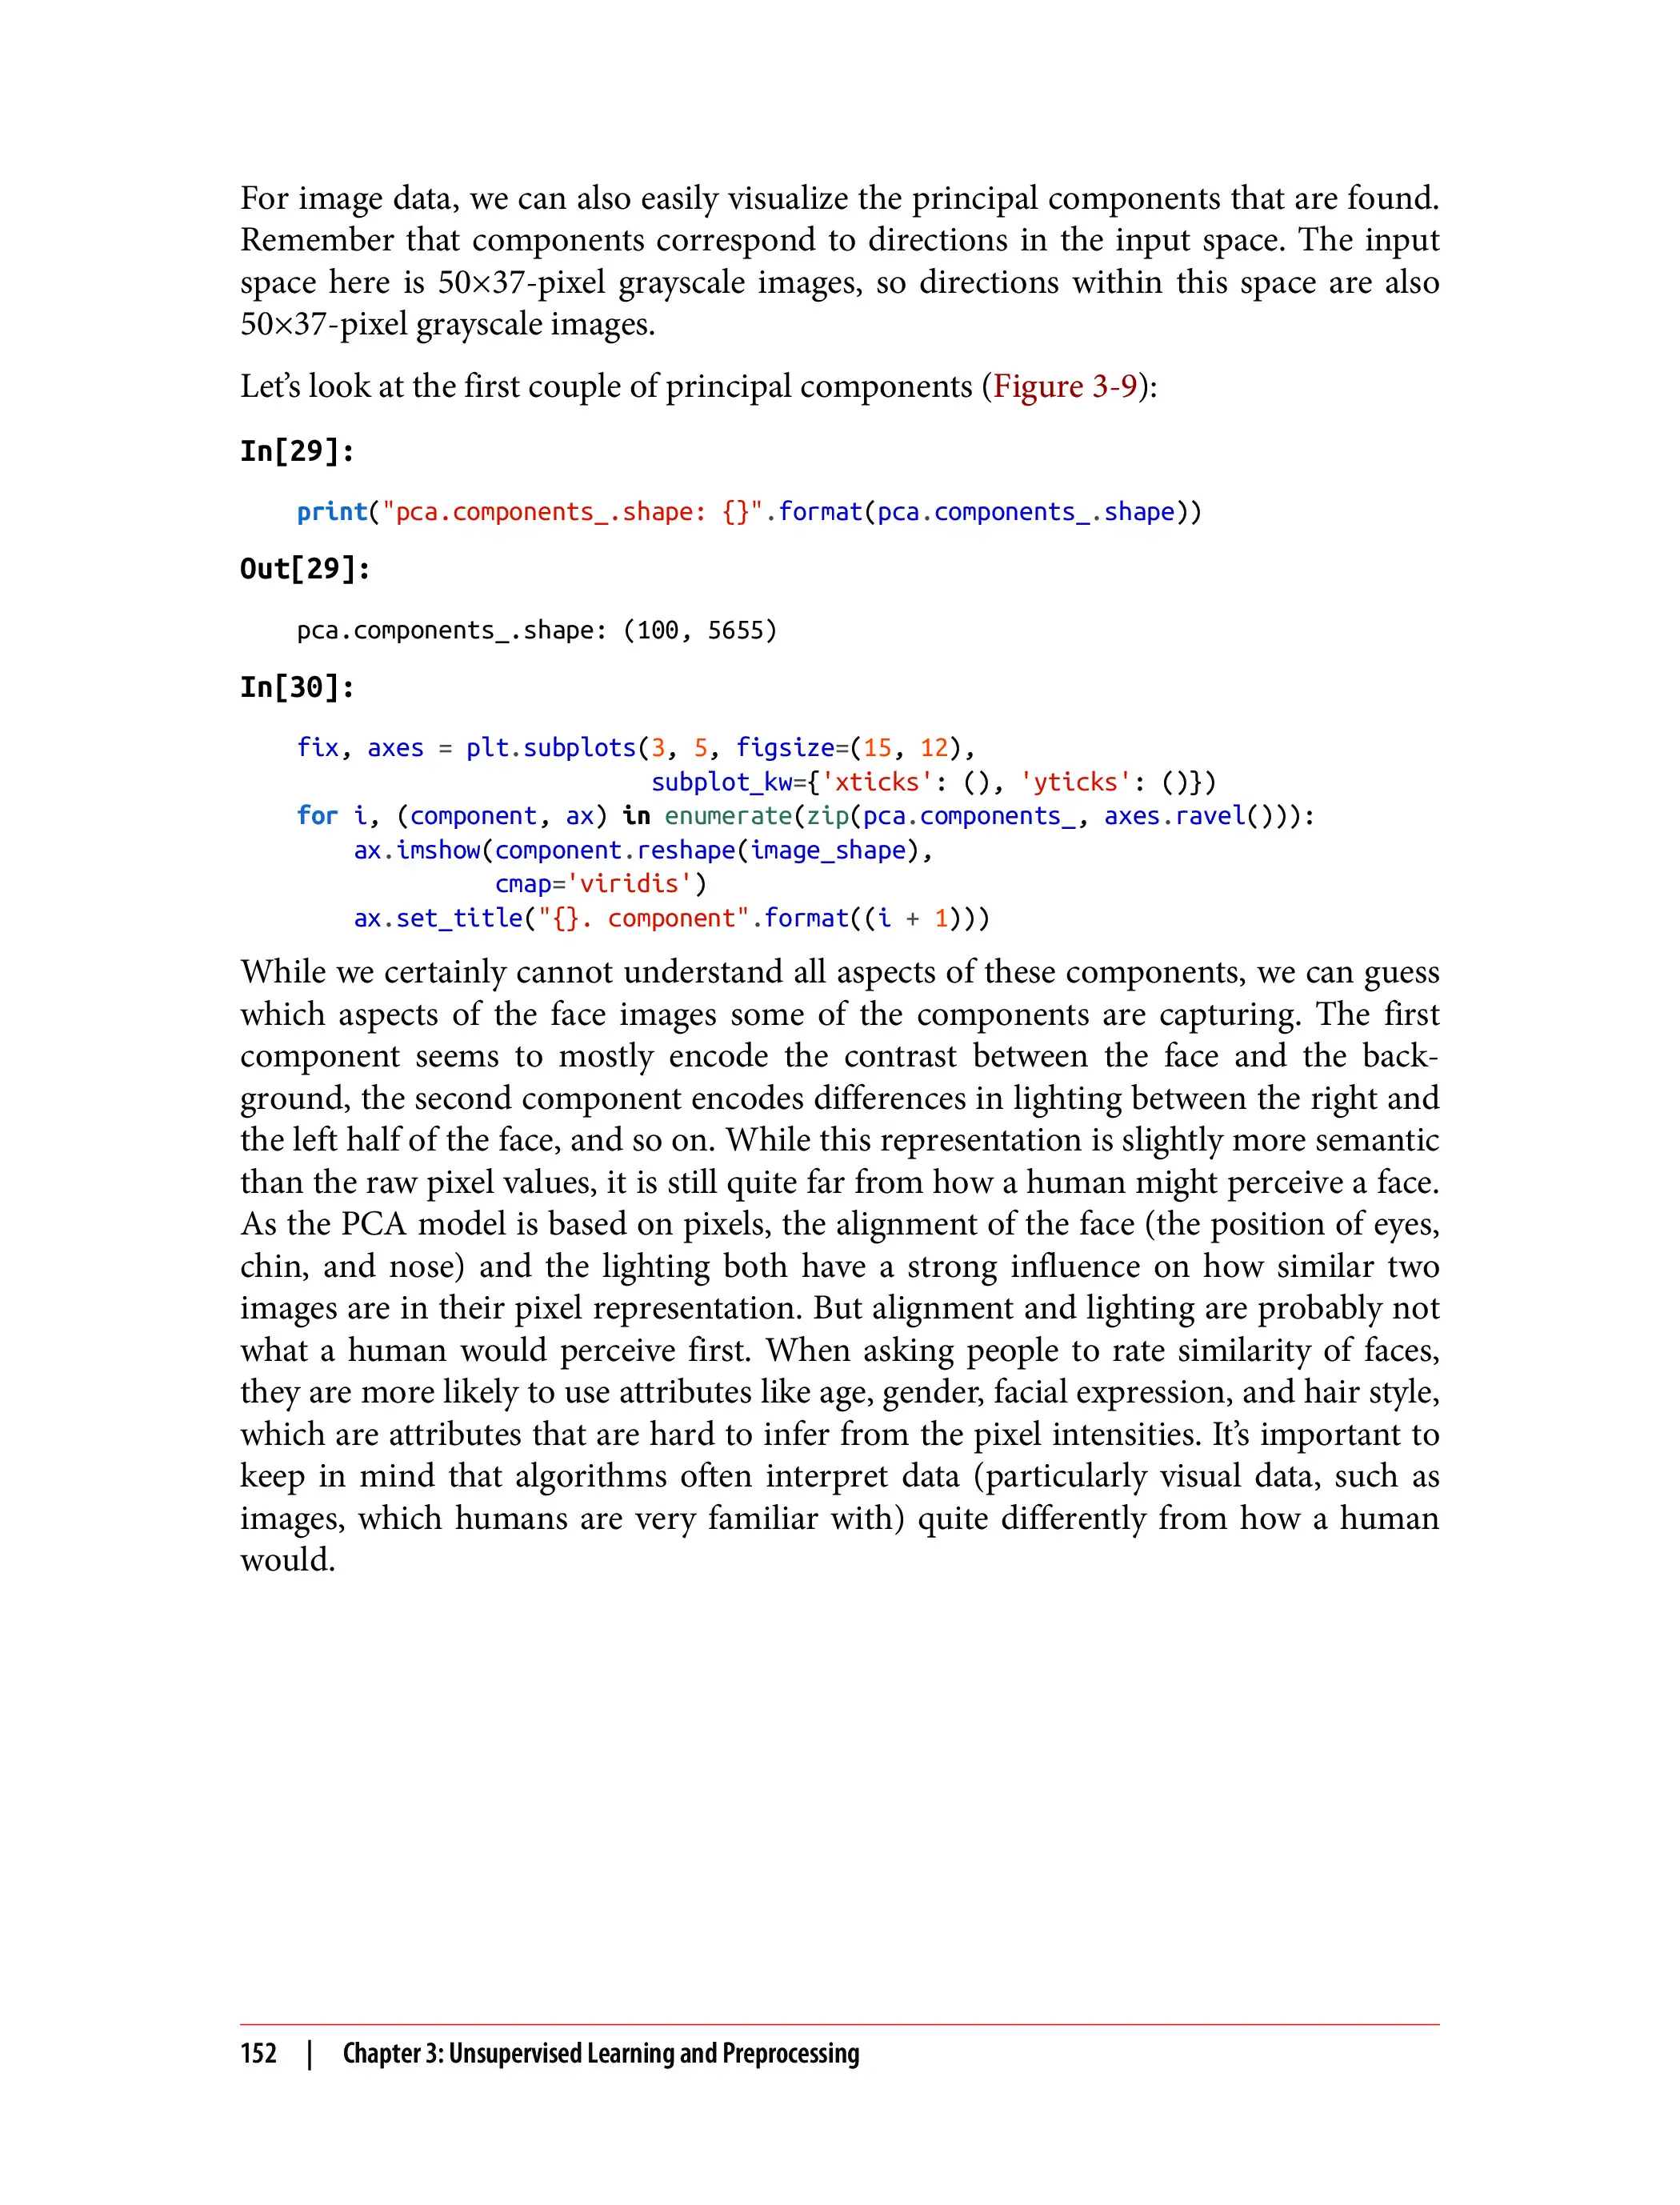 For image data, we can also easily visualize the principal components that are found.
Remember that components correspond to directions in the input space. The input
space here is 50×37-pixel grayscale images, so directions within this space are also
50×37-pixel grayscale images.
Let’s look at the first couple of principal components (Figure 3-9):
In[29]:
print("pca.components_.shape: {}".format(pca.components_.shape))
Out[29]:
pca.components_.shape: (100, 5655)
In[30]:
fix, axes = plt.subplots(3, 5, figsize=(15, 12),
                         subplot_kw={'xticks': (), 'yticks': ()})
for i, (component, ax) in enumerate(zip(pca.components_, axes.ravel())):
    ax.imshow(component.reshape(image_shape),
              cmap='viridis')
    ax.set_title("{}. component".format((i + 1)))
While we certainly cannot understand all aspects of these components, we can guess
which aspects of the face images some of the components are capturing. The first
component seems to mostly encode the contrast between the face and the back-
ground, the second component encodes differences in lighting between the right and
the left half of the face, and so on. While this representation is slightly more semantic
than the raw pixel values, it is still quite far from how a human might perceive a face.
As the PCA model is based on pixels, the alignment of the face (the position of eyes,
chin, and nose) and the lighting both have a strong influence on how similar two
images are in their pixel representation. But alignment and lighting are probably not
what a human would perceive first. When asking people to rate similarity of faces,
they are more likely to use attributes like age, gender, facial expression, and hair style,
which are attributes that are hard to infer from the pixel intensities. It’s important to
keep in mind that algorithms often interpret data (particularly visual data, such as
images, which humans are very familiar with) quite differently from how a human
would.
152 | Chapter 3: Unsupervised Learning and Preprocessing